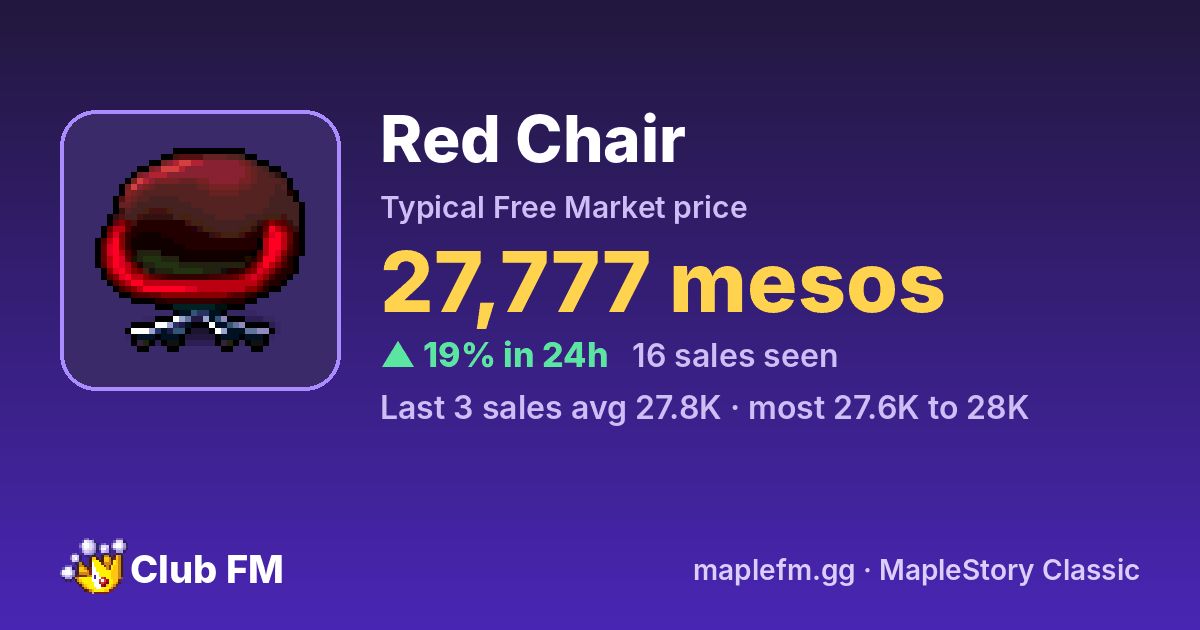 Red Chair
Typical Free Market price
27,777 mesos
▲ 19% in 24h 16 sales seen
Last 3 sales avg 27.8K · most 27.6K to 28K
Club FM
maplefm.gg · MapleStory Classic